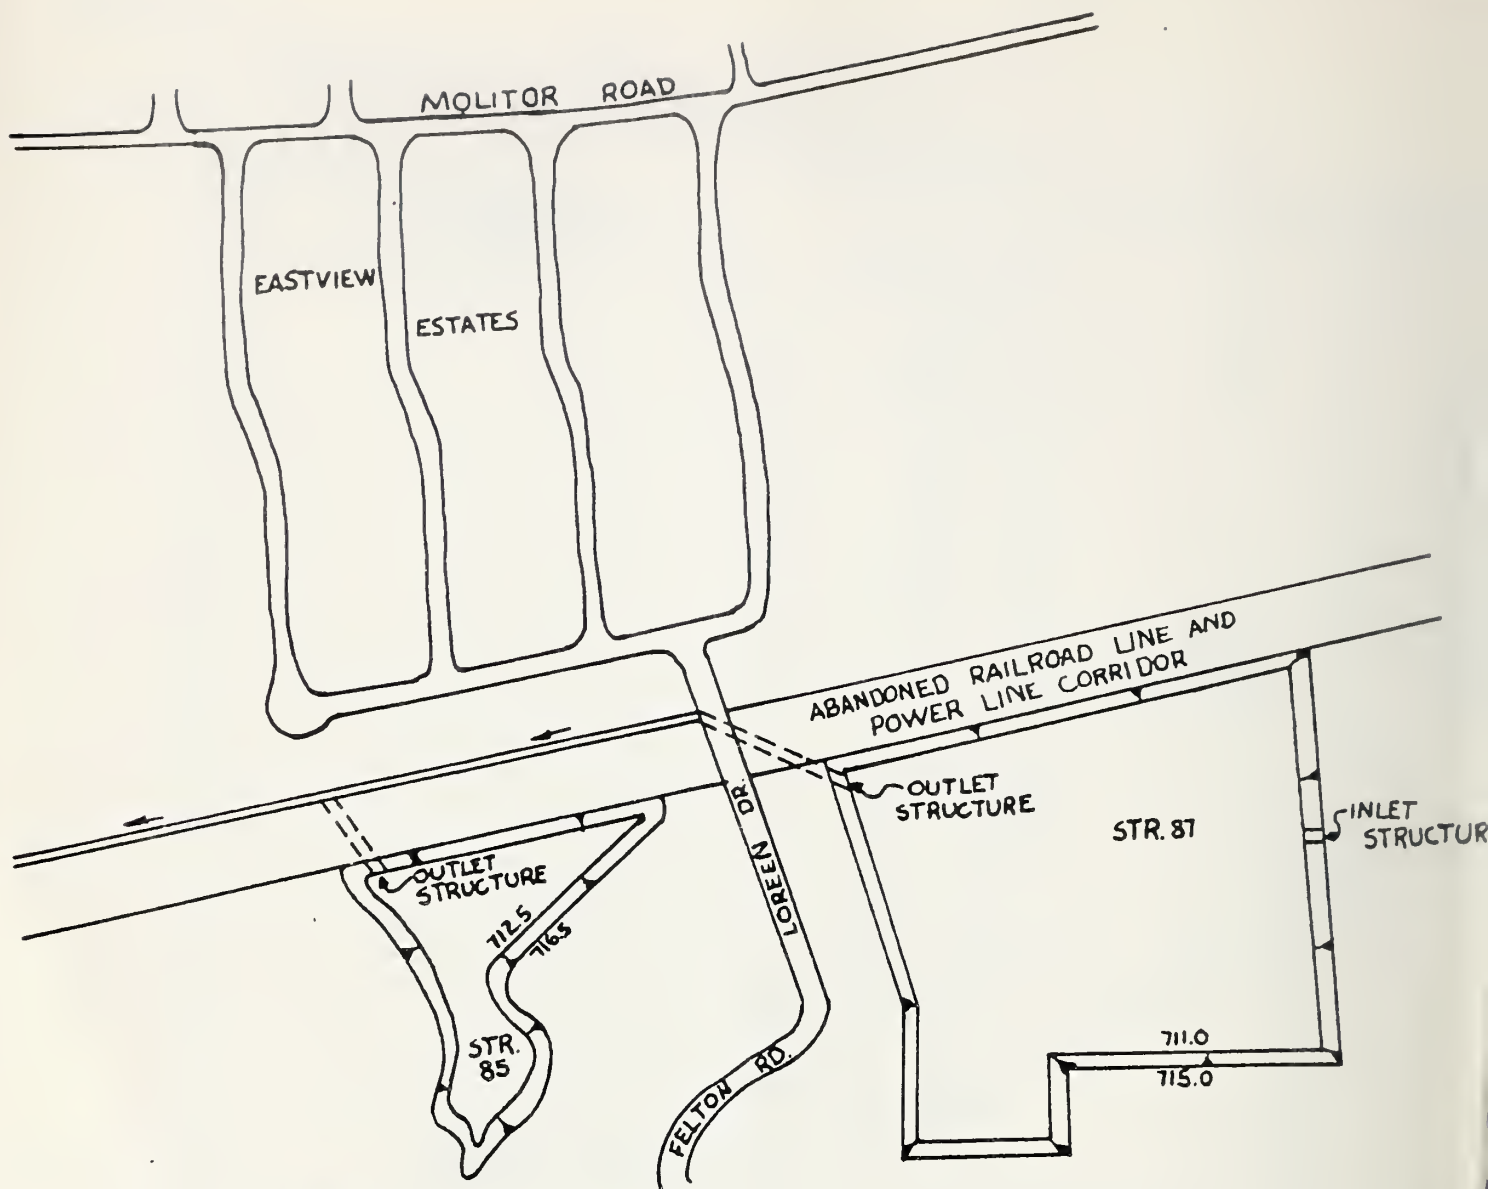 MOLITOR ROAD
EASTVIEW
ESTATES
ABANDONED RAILROAD LINE AND
POWER LINE CORRIDOR
OUTLET
STRUCTURE
STR. 87
INLET
STRUCTUR
LOREEN DR.
OUTLET
STRUCTURE
712.5
716.5
STR.
85
FELTON RD.
711.0
715.0